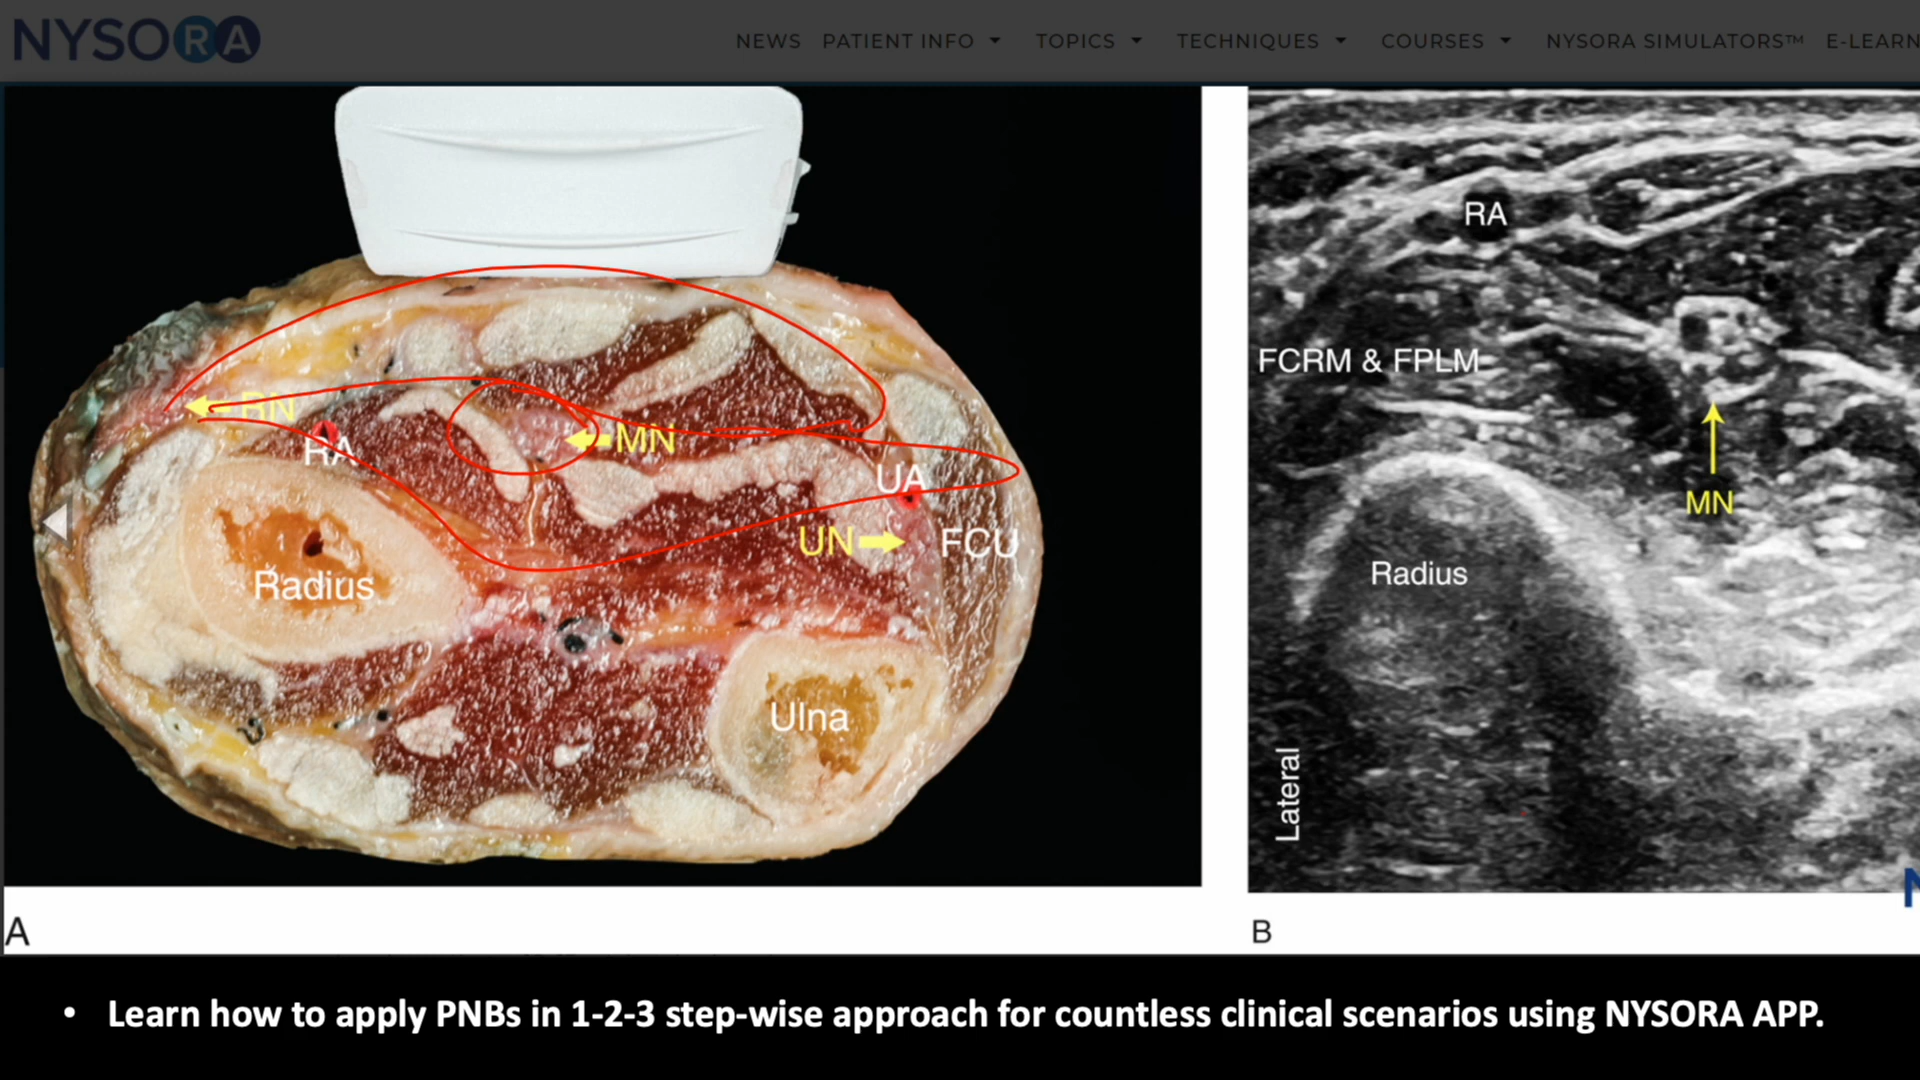 NYSORA
NEWS PATIENT INFO TOPICS TECHNIQUES COURSES NYSORA SIMULATORS™ E-LEARN
RN
RA
MN
UA
UN
FCU
Radius
Ulna
A
RA
FCRM & FPLM
MN
Radius
Lateral
N
B
• Learn how to apply PNBs in 1-2-3 step-wise approach for countless clinical scenarios using NYSORA APP.